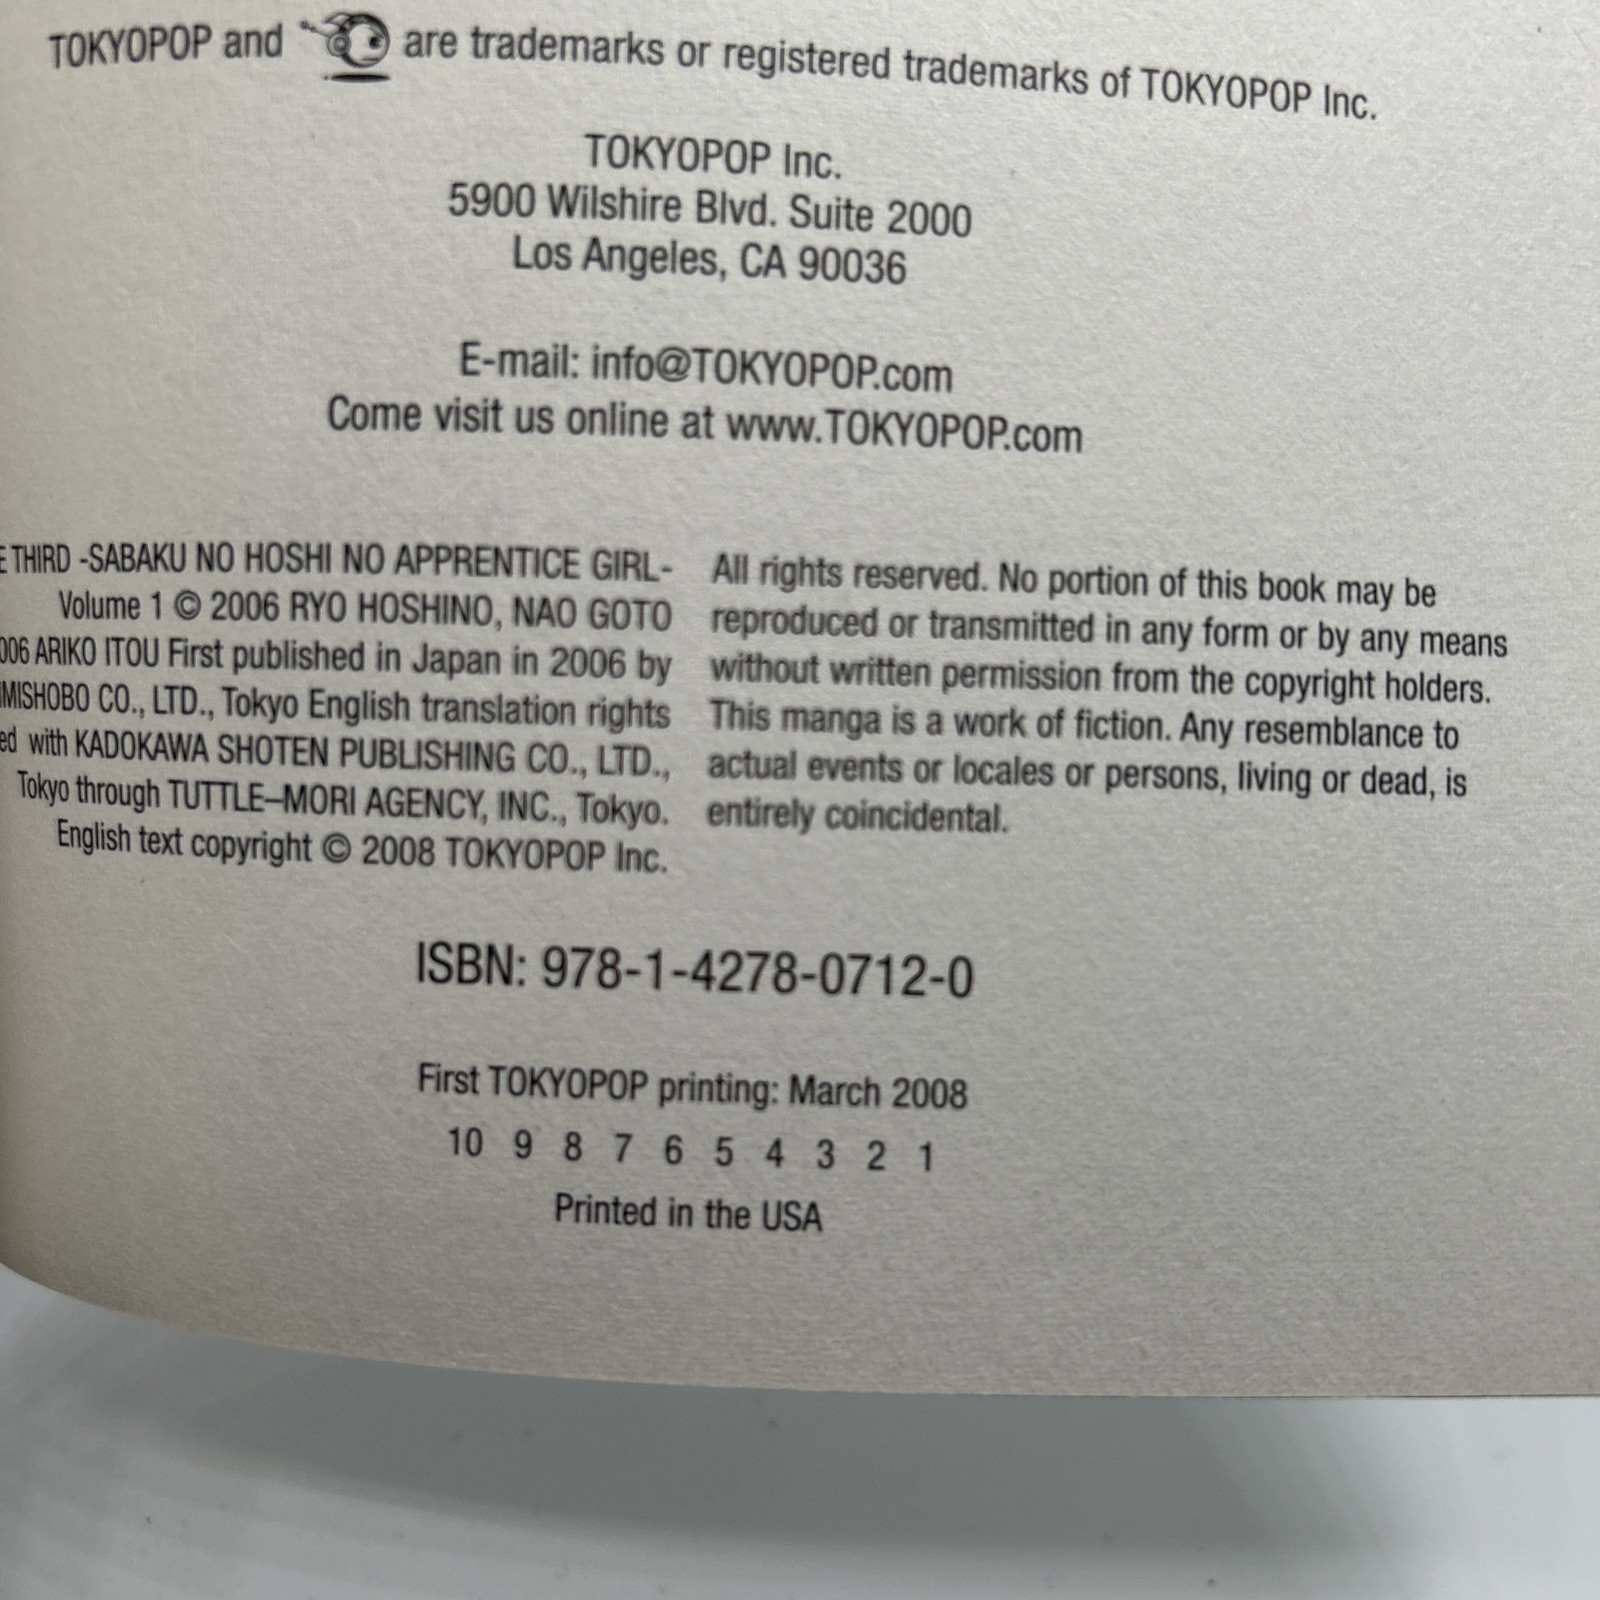 TOKYOPOP and are trademarks or registered trademarks of TOKYOPOP Inc.
TOKYOPOP Inc.
5900 Wilshire Blvd. Suite 2000
Los Angeles, CA 90036
E-mail: info@TOKYOPOP.com
Come visit us online at www.TOKYOPOP.com
THIRD -SABAKU NO HOSHI NO APPRENTICE GIRL-
Volume 1 © 2006 RYO HOSHINO, NAO GOTO
ARIKO ITOU First published in Japan in 2006 by
CO., LTD., Tokyo English translation rights
with KADOKAWA SHOTEN PUBLISHING CO., LTD.,
Tokyo through TUTTLE–MORI AGENCY, INC., Tokyo.
English text copyright © 2008 TOKYOPOP Inc.
All rights reserved. No portion of this book may be
reproduced or transmitted in any form or by any means
without written permission from the copyright holders.
This manga is a work of fiction. Any resemblance to
actual events or locales or persons, living or dead, is
entirely coincidental.
ISBN: 978-1-4278-0712-0
First TOKYOPOP printing: March 2008
10 9 8 7 6 5 4 3 2 1
Printed in the USA